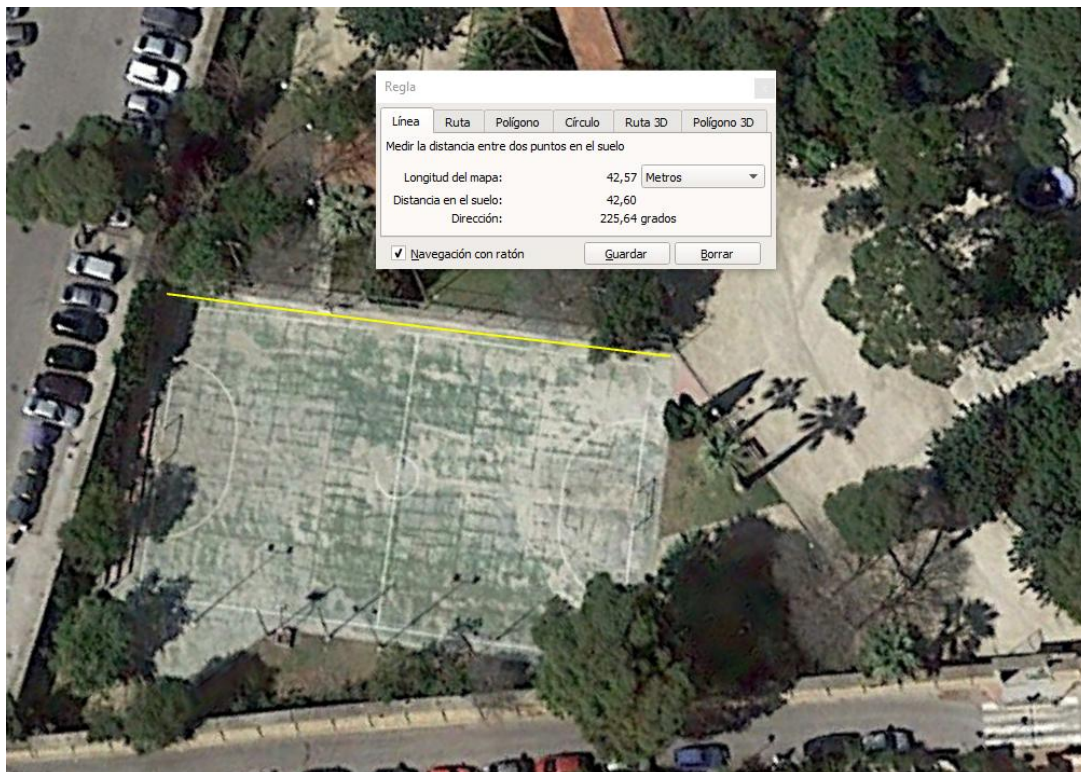 Regla
Línea Ruta Polígono Círculo Ruta 3D Polígono 3D
Medir la distancia entre dos puntos en el suelo
Longitud del mapa: 42,57 Metros
Distancia en el suelo: 42,60
Dirección: 225,64 grados
Navegación con ratón Guardar Borrar